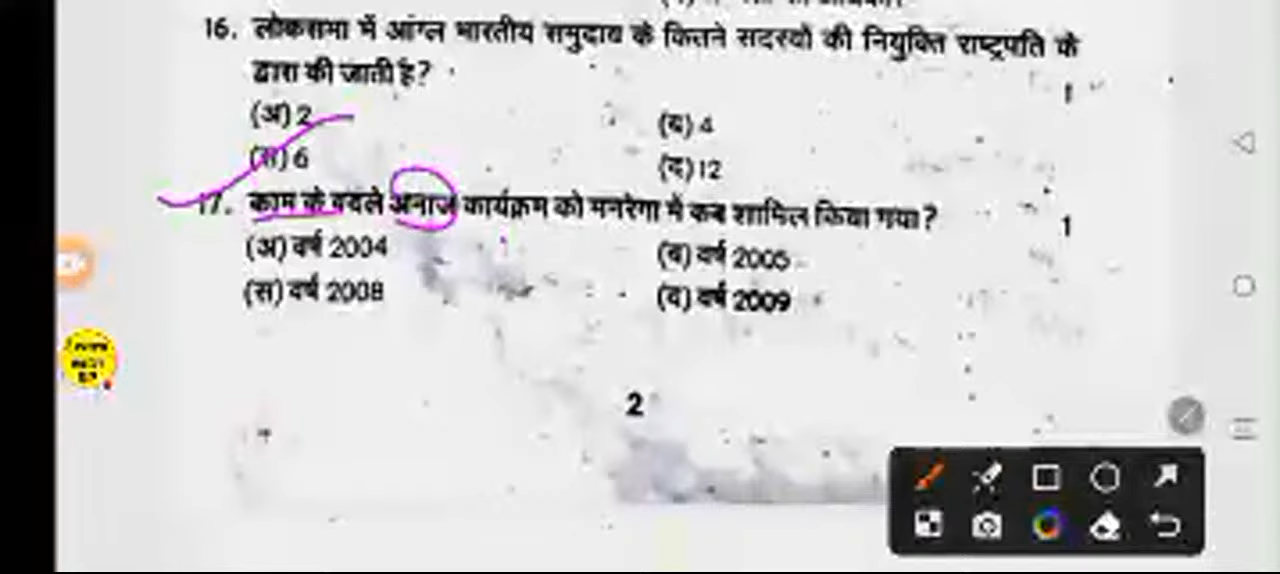 16. लोकसभा में आंग्ल भारतीय समुदाय के कितने सदस्यों की नियुक्ति राष्ट्रपति के
द्वारा की जाती है? 1
(अ) 2 (ब) 4
(स) 6 (द) 12
17. काम के बदले अनाज कार्यक्रम को मनरेगा में कब शामिल किया गया? 1
(अ) वर्ष 2004 (ब) वर्ष 2005
(स) वर्ष 2008 (द) वर्ष 2009
2